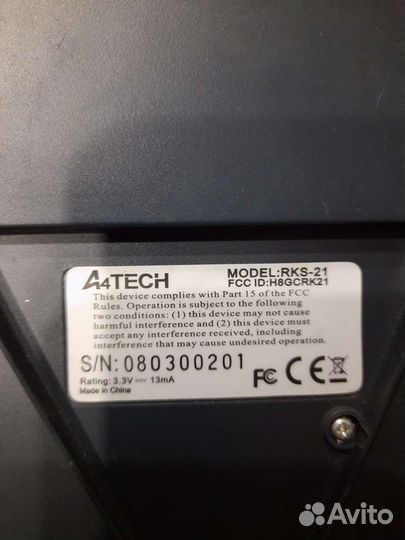 A4TECH
MODEL:RKS-21
FCC ID:H8GCRK21
This device complies with Part 15 of the FCC
Rules. Operation is subject to the following
two conditions: (1) this device may not cause
harmful interference and (2) this device must
accept any interference received, including
interference that may cause undesired operation.
S/N: 080300201
Rating: 3.3V⎓ 13mA
Made in China
FC CE
Avito